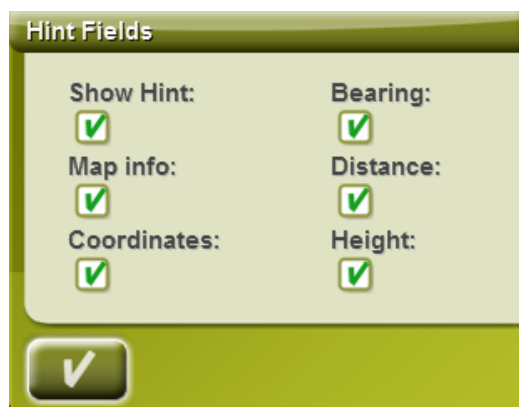 Hint Fields
Show Hint:
Bearing:
Map info:
Distance:
Coordinates:
Height: